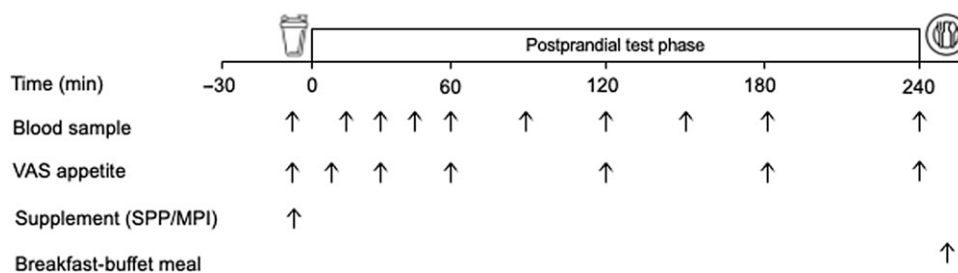 Postprandial test phase
Time (min) −30 0 60 120 180 240
Blood sample
VAS appetite
Supplement (SPP/MPI)
Breakfast-buffet meal